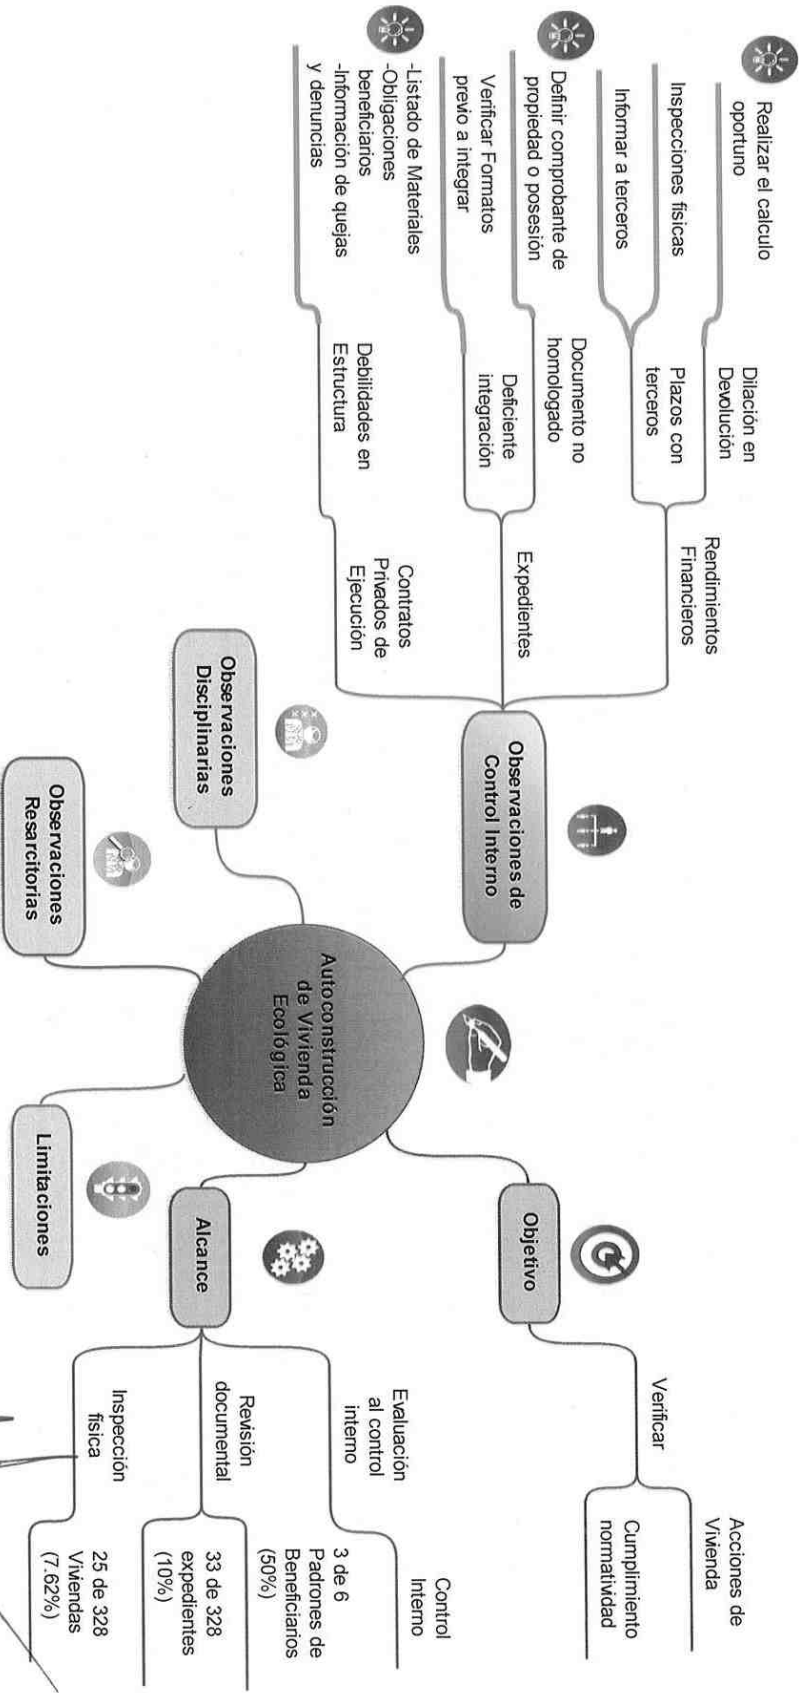 Realizar el calculo
oportuno
Inspecciones físicas
Informar a terceros
Definir comprobante de
propiedad o posesión
Verificar Formatos
previo a integrar
-Listado de Materiales
-Obligaciones
beneficiarios
-Información de quejas
y denuncias
Dilación en
Devolución
Plazos con
terceros
Documento no
homologado
Deficiente
integración
Debilidades en
Estructura
Rendimientos
Financieros
Expedientes
Contratos
Privados de
Ejecución
Observaciones de
Control Interno
Observaciones
Disciplinarias
Observaciones
Resarcitorias
Autoconstrucción
de Vivienda
Ecológica
Objetivo
Alcance
Limitaciones
Verificar
Acciones de
Vivienda
Cumplimiento
normatividad
Evaluación
al control
interno
Control
Interno
Revisión
documental
3 de 6
Padrones de
Beneficiarios
(50%)
33 de 328
expedientes
(10%)
Inspección
física
25 de 328
Viviendas
(7.62%)